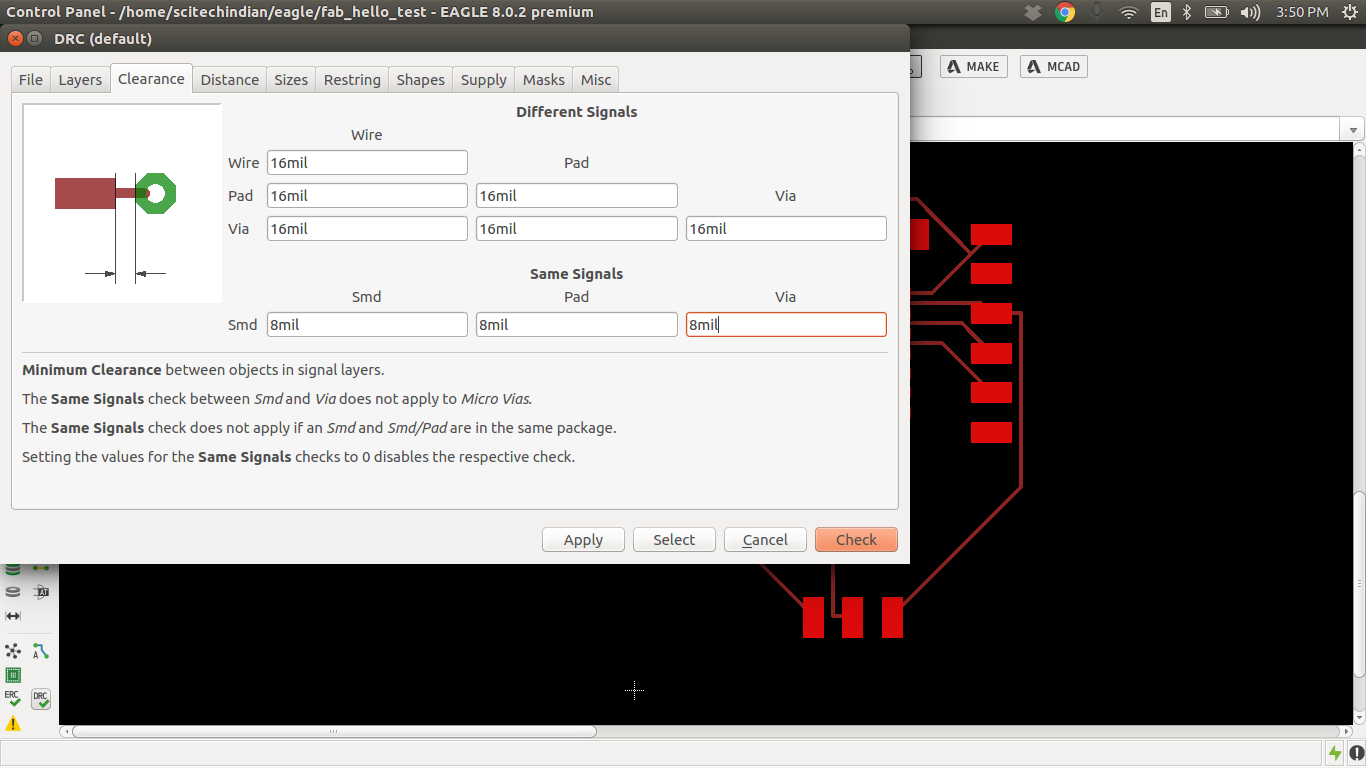 Control Panel - /home/scitechindian/eagle/fab_hello_test - EAGLE 8.0.2 premium
En
3:50 PM
DRC (default)
File Layers Clearance Distance Sizes Restring Shapes Supply Masks Misc
MAKE MCAD
Different Signals
Wire
Wire 16mil Pad
Pad 16mil 16mil Via
Via 16mil 16mil 16mil
Same Signals
Smd Pad Via
Smd 8mil 8mil 8mil
Minimum Clearance between objects in signal layers.
The Same Signals check between Smd and Via does not apply to Micro Vias.
The Same Signals check does not apply if an Smd and Smd/Pad are in the same package.
Setting the values for the Same Signals checks to 0 disables the respective check.
Apply Select Cancel Check
AT
A
ERC DRC